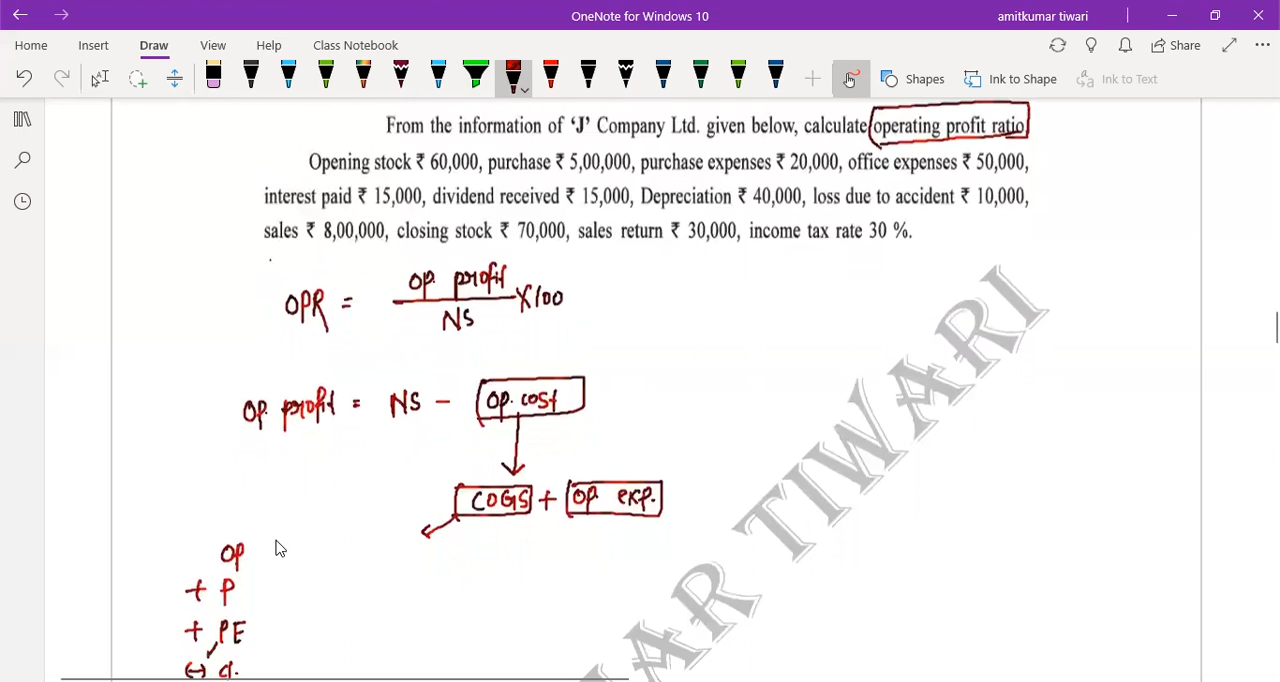 OneNote for Windows 10
amitkumar tiwari
Home Insert Draw View Help Class Notebook
Share
Shapes Ink to Shape Ink to Text
From the information of 'J' Company Ltd. given below, calculate operating profit ratio
Opening stock ₹ 60,000, purchase ₹ 5,00,000, purchase expenses ₹ 20,000, office expenses ₹ 50,000,
interest paid ₹ 15,000, dividend received ₹ 15,000, Depreciation ₹ 40,000, loss due to accident ₹ 10,000,
sales ₹ 8,00,000, closing stock ₹ 70,000, sales return ₹ 30,000, income tax rate 30 %.
op. profit
OPR = X100
NS
op. profit = NS - op. cost
COGS + op exp.
OP
+ P
+ PE
(-) cl.
TIWARI
WAR TIWARI